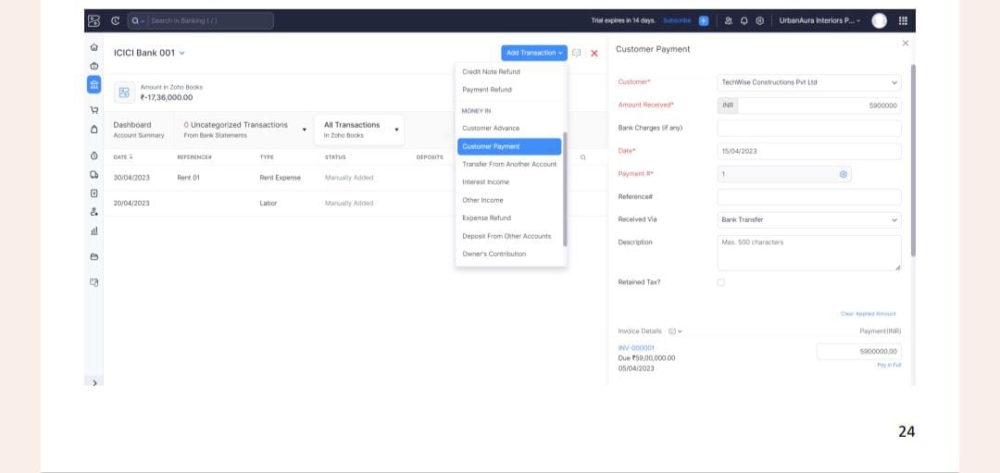 Search in Banking ( / )
Trial expires in 14 days. Subscribe
UrbanAura Interiors P...
ICICI Bank 001
Add Transaction
Amount in Zoho Books
₹-17,36,000.00
Dashboard
Account Summary
0 Uncategorized Transactions
From Bank Statements
All Transactions
In Zoho Books
DATE REFERENCE# TYPE STATUS DEPOSITS
30/04/2023 Rent 01 Rent Expense Manually Added
20/04/2023 Labor Manually Added
Credit Note Refund
Payment Refund
MONEY IN
Customer Advance
Customer Payment
Transfer From Another Account
Interest Income
Other Income
Expense Refund
Deposit From Other Accounts
Owner's Contribution
Customer Payment
Customer* TechWise Constructions Pvt Ltd
Amount Received* INR 5900000
Bank Charges (if any)
Date* 15/04/2023
Payment #* 1
Reference#
Received Via Bank Transfer
Description Max. 500 characters
Retained Tax?
Clear Applied Amount
Invoice Details Payment(INR)
INV-000001 5900000.00
Due ₹59,00,000.00
Pay in Full
05/04/2023
24